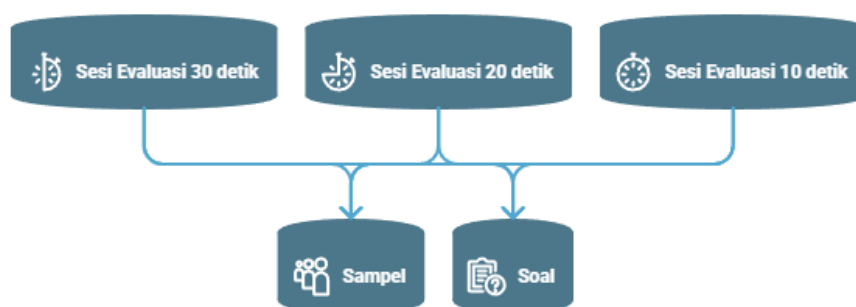 Sesi Evaluasi 30 detik
Sesi Evaluasi 20 detik
Sesi Evaluasi 10 detik
Sampel
Soal